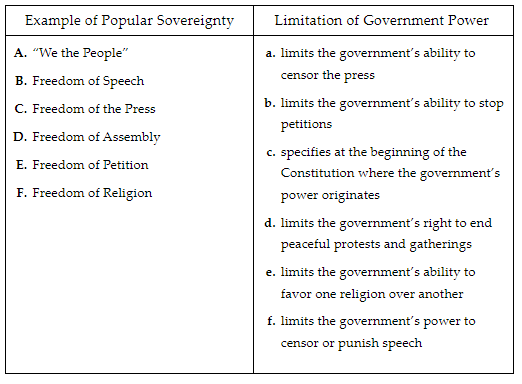 Example of Popular Sovereignty
Limitation of Government Power
A. “We the People”
B. Freedom of Speech
C. Freedom of the Press
D. Freedom of Assembly
E. Freedom of Petition
F. Freedom of Religion
a. limits the government’s ability to
censor the press
b. limits the government’s ability to stop
petitions
c. specifies at the beginning of the
Constitution where the government’s
power originates
d. limits the government’s right to end
peaceful protests and gatherings
e. limits the government’s ability to
favor one religion over another
f. limits the government’s power to
censor or punish speech